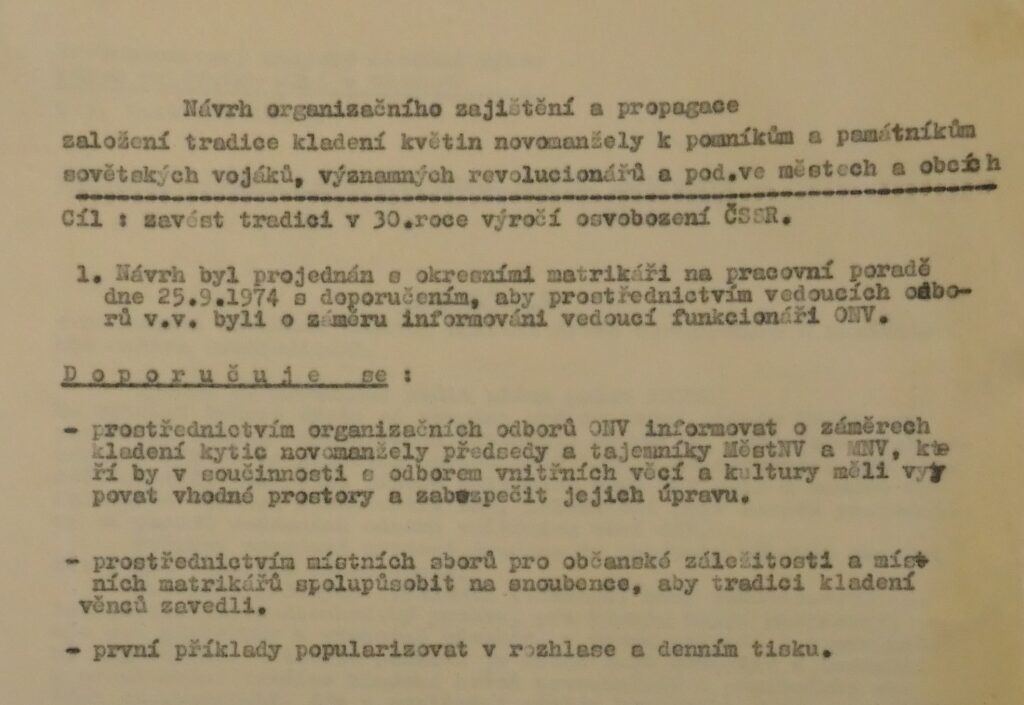 Návrh organizačního zajištění a propagace
založení tradice kladení květin novomanžely k pomníkům a památníkům
sovětských vojáků, významných revolucionářů a pod.ve městech a obcích
Cíl : zavést tradici v 30.roce výročí osvobození ČSSR.
1. Návrh byl projednán s okresními matrikáři na pracovní poradě
dne 25.9.1974 s doporučením, aby prostřednictvím vedoucích odbo-
rů v.v. byli o záměru informováni vedoucí funkcionáři ONV.
D o p o r u č u j e  se :
- prostřednictvím organizačních odborů ONV informovat o záměrech
kladení kytic novomanžely předsedy a tajemníky MěstNV a MNV, kte
ří by v součinnosti s odborem vnitřních věcí a kultury měli vyty
povat vhodné prostory a zabezpečit jejich úpravu.
- prostřednictvím místních sborů pro občanské záležitosti a míst
ních matrikářů spolupůsobit na snoubence, aby tradici kladení
věnců zavedli.
- první příklady popularizovat v rozhlase a denním tisku.